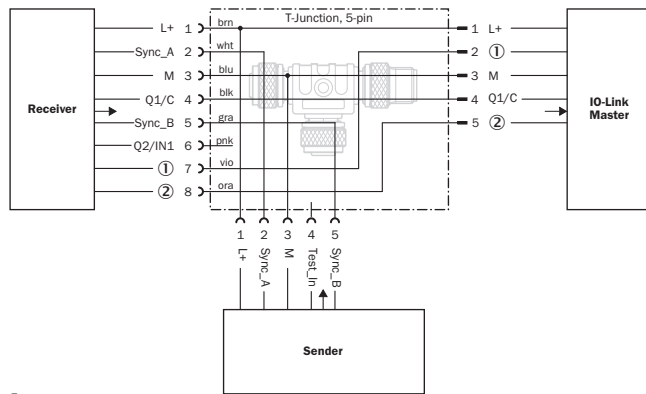 T-Junction, 5-pin
L+ 1 brn 1 L+
Sync_A 2 wht 2 ①
M 3 blu 3 M
Q1/C 4 blk 4 Q1/C
Sync_B 5 gra 5 ②
Q2/IN1 6 pnk
① 7 vio
② 8 ora
Receiver
IO-Link
Master
1 2 3 4 5
L+ Sync_A M Test_In Sync_B
Sender